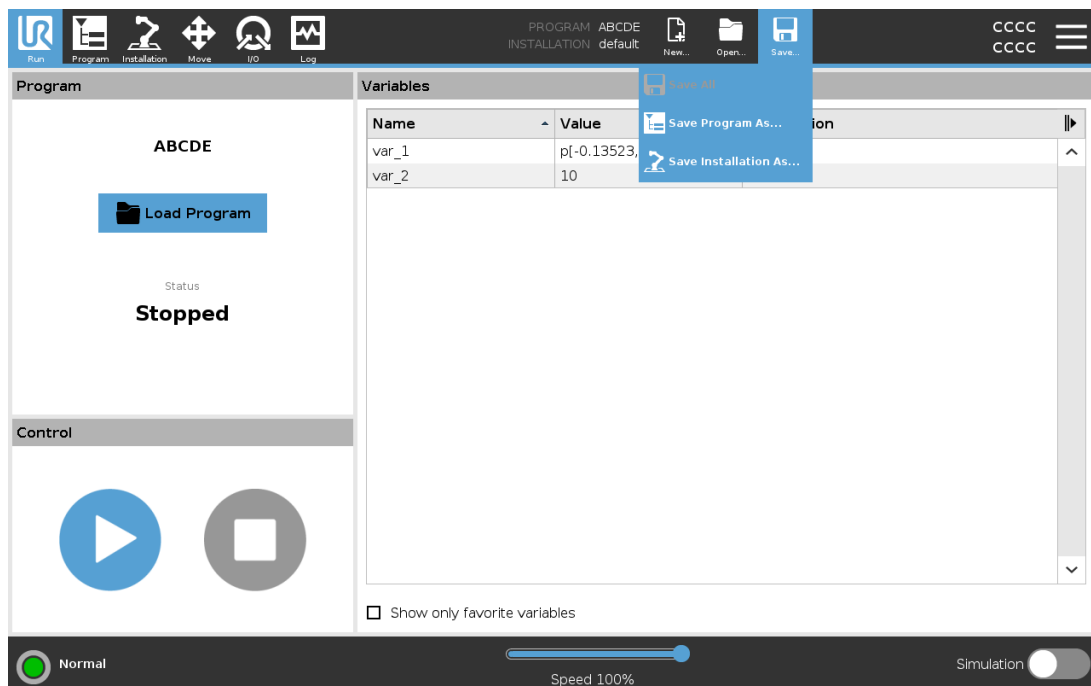 UR
Run
Program
Installation
Move
I/O
Log
PROGRAM ABCDE
INSTALLATION default
New...
Open...
Save...
CCCC
CCCC
Program
Variables
Save All
Save Program As...
Save Installation As...
Name
Value
ion
var_1
p[-0.13523,
var_2
10
ABCDE
Load Program
Status
Stopped
Control
Show only favorite variables
Normal
Speed 100%
Simulation